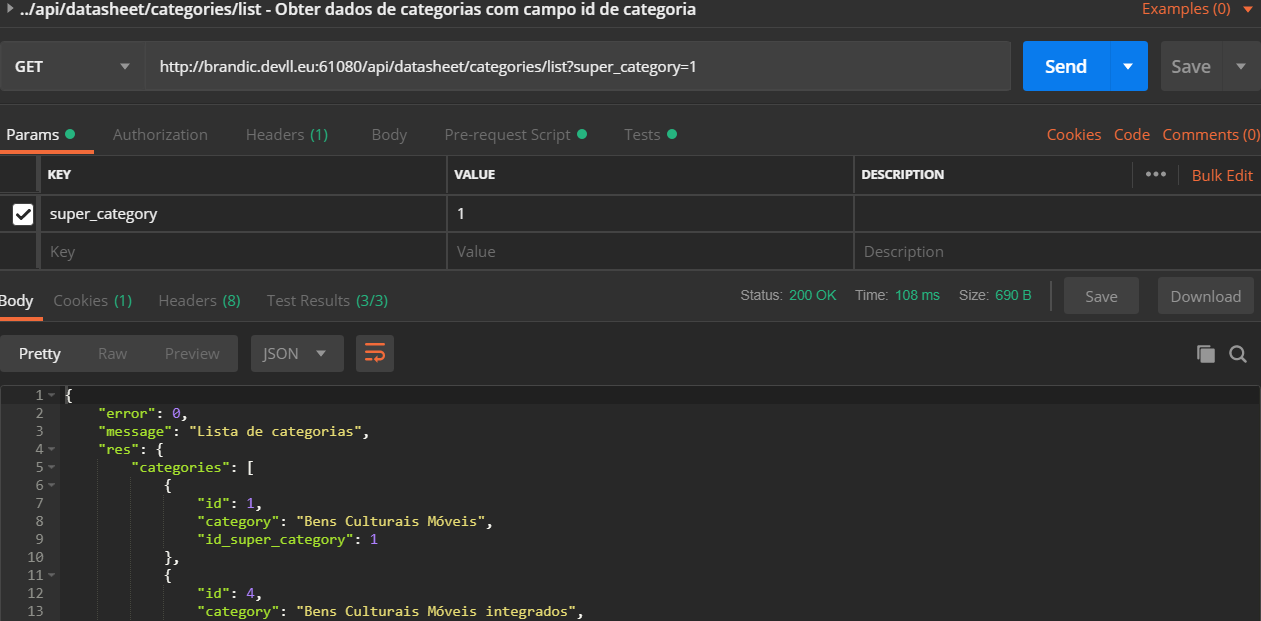 ../api/datasheet/categories/list - Obter dados de categorias com campo id de categoria Examples (0)
GET http://brandic.devll.eu:61080/api/datasheet/categories/list?super_category=1 Send Save
Params Authorization Headers (1) Body Pre-request Script Tests Cookies Code Comments (0)
KEY VALUE DESCRIPTION ••• Bulk Edit
super_category 1
Key Value Description
Body Cookies (1) Headers (8) Test Results (3/3) Status: 200 OK Time: 108 ms Size: 690 B Save Download
Pretty Raw Preview JSON
1 {
2 "error": 0,
3 "message": "Lista de categorias",
4 "res": {
5 "categories": [
6 {
7 "id": 1,
8 "category": "Bens Culturais Móveis",
9 "id_super_category": 1
10 },
11 {
12 "id": 4,
13 "category": "Bens Culturais Móveis integrados",